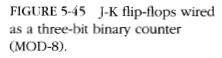 FIGURE 5-45 J-K flip-flops wired
as a three-bit binary counter
(MOD-8).